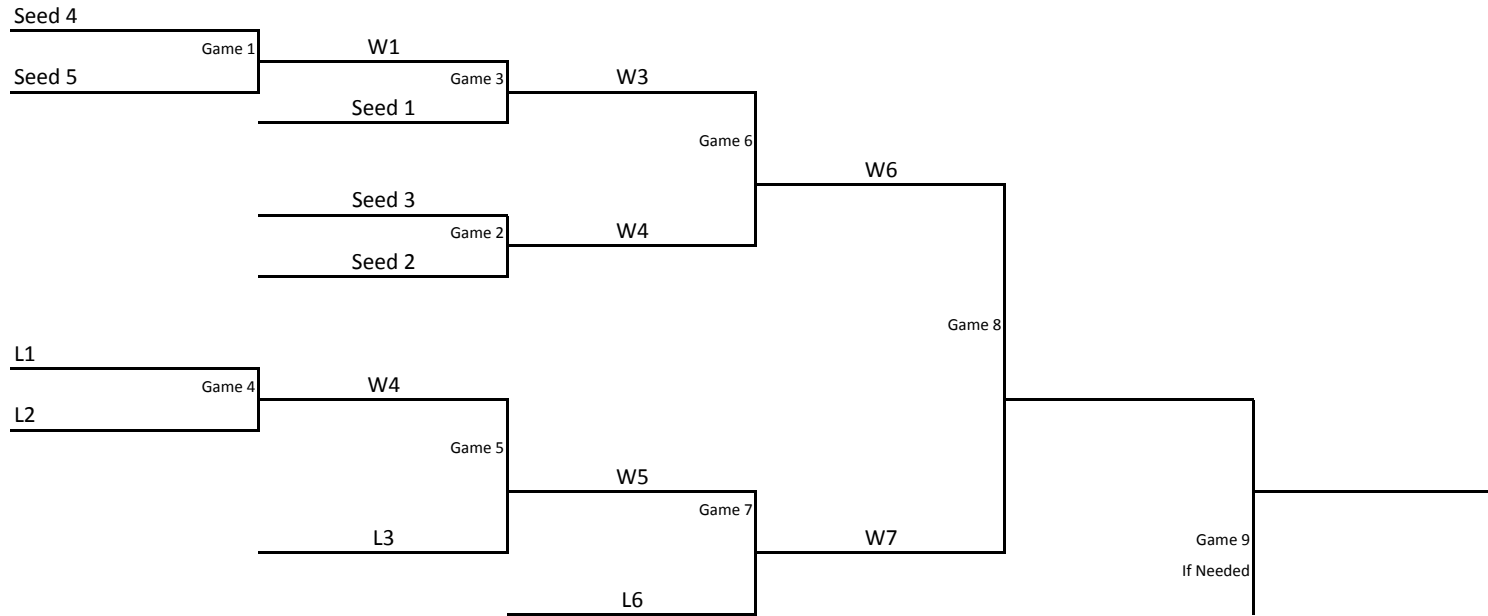 Seed 4
Game 1
W1
Seed 5
Game 3
W3
Seed 1
Game 6
W6
Seed 3
Game 2
W4
Seed 2
Game 8
L1
Game 4
W4
L2
Game 5
W5
Game 7
L3
W7
Game 9
If Needed
L6